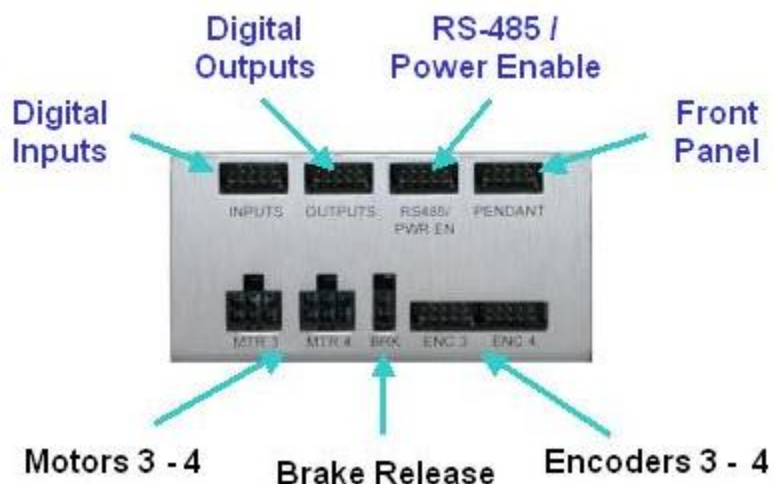 Digital
Outputs
RS-485 /
Power Enable
Digital
Inputs
Front
Panel
INPUTS
OUTPUTS
RS485/
PWR EN
PENDANT
MTR 3
MTR 4
BRK
ENC 3
ENC 4
Motors 3 - 4
Brake Release
Encoders 3 - 4